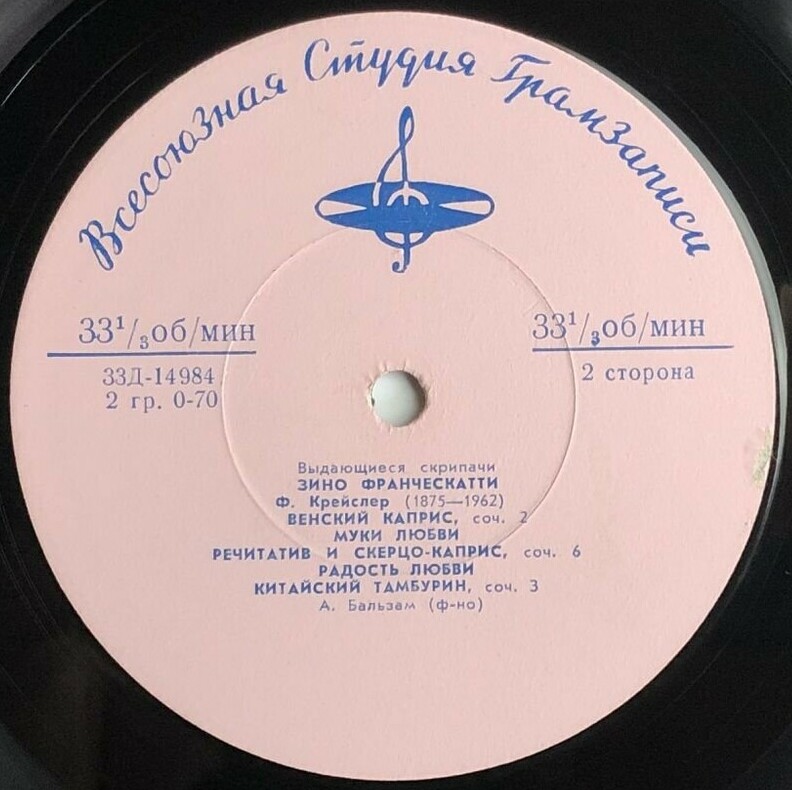 Всесоюзная Студия Грамзаписи
33¹/₃об/мин
33Д-14984
2 гр. 0-70
33¹/₃об/мин
2 сторона
Выдающиеся скрипачи
ЗИНО ФРАНЧЕСКАТТИ
Ф. Крейслер (1875—1962)
ВЕНСКИЙ КАПРИС, соч. 2
МУКИ ЛЮБВИ
РЕЧИТАТИВ И СКЕРЦО-КАПРИС, соч. 6
РАДОСТЬ ЛЮБВИ
КИТАЙСКИЙ ТАМБУРИН, соч. 3
А. Бальзам (ф-но)